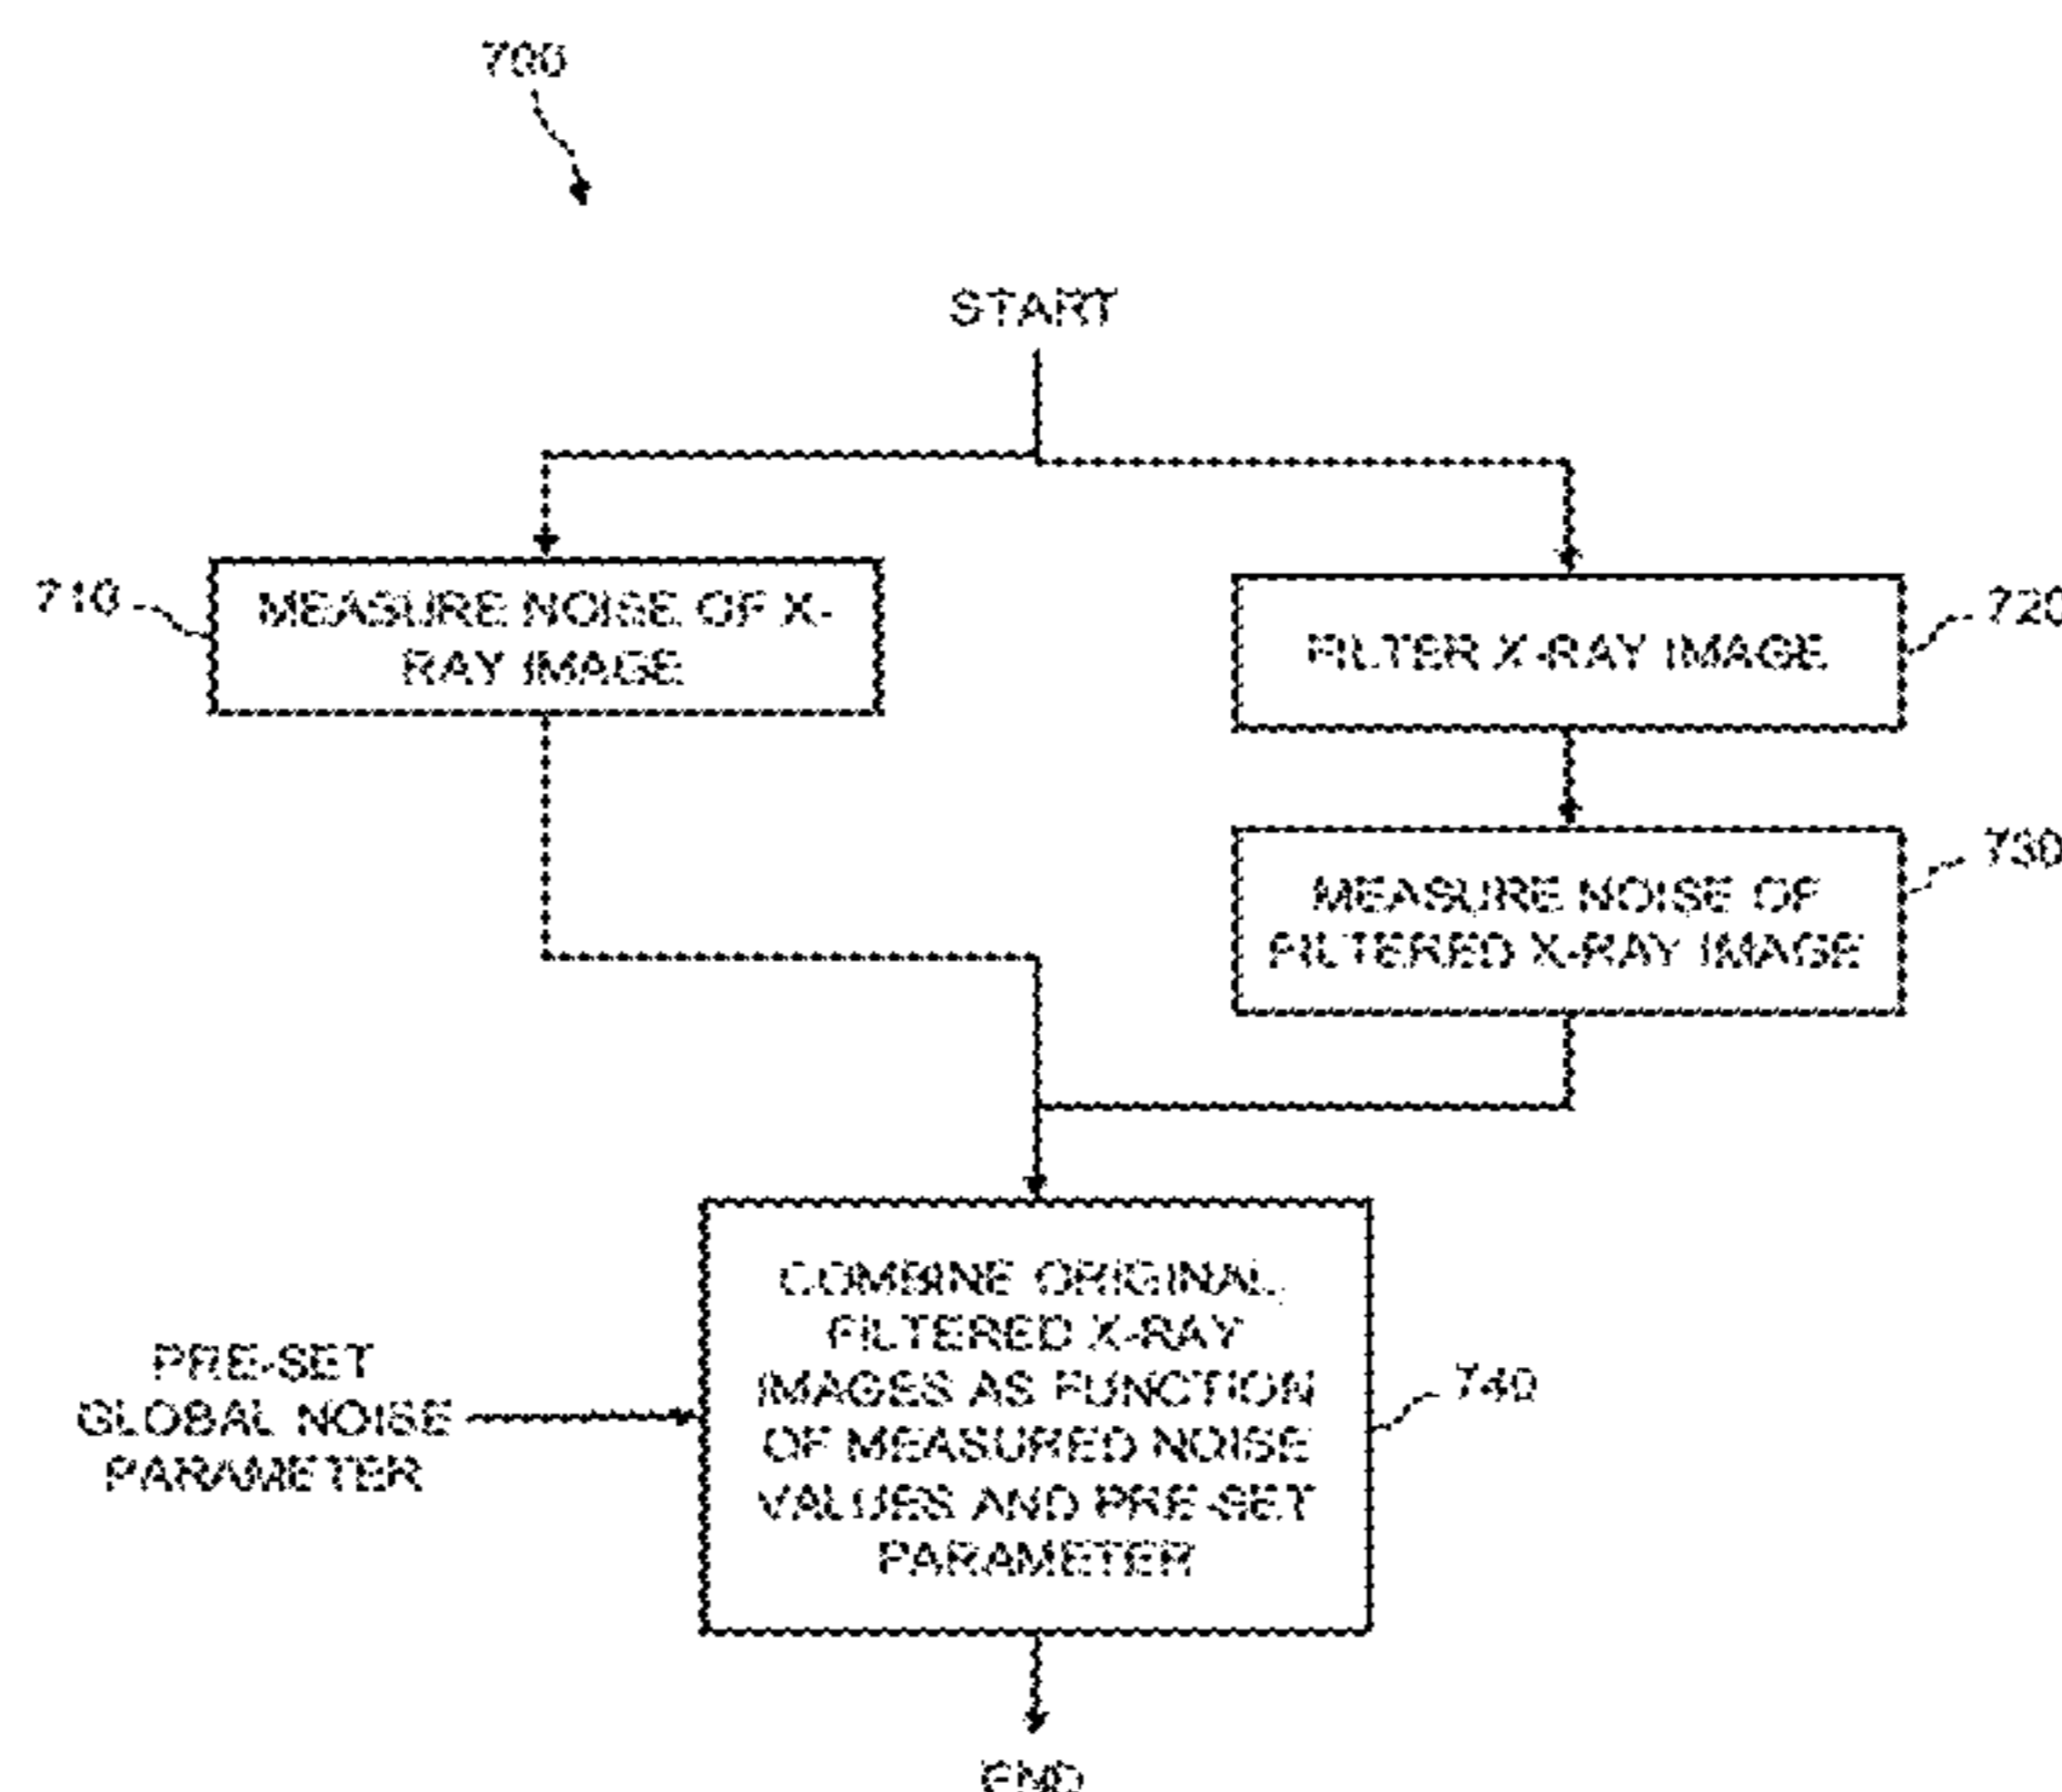 700
START
710
MEASURE NOISE OF X-
RAY IMAGE
FILTER X-RAY IMAGE
720
MEASURE NOISE OF
FILTERED X-RAY IMAGE
730
COMBINE ORIGINAL,
FILTERED X-RAY
IMAGES AS FUNCTION
OF MEASURED NOISE
VALUES AND PRE-SET
PARAMETER
740
PRE-SET
GLOBAL NOISE
PARAMETER
END